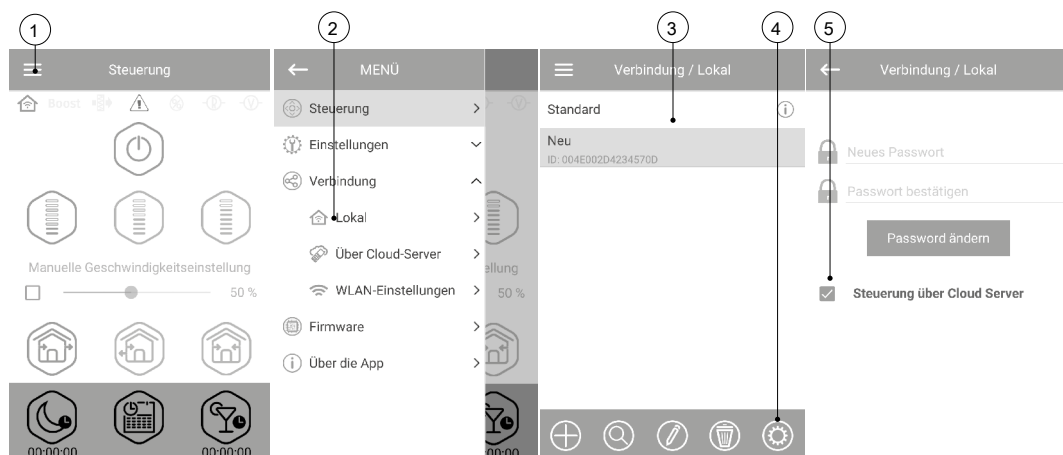 1
2
3
4
5
Steuerung
Boost
Manuelle Geschwindigkeitseinstellung
50 %
00:00:00
00:00:00
MENÜ
Steuerung
Einstellungen
Verbindung
Lokal
Über Cloud-Server
WLAN-Einstellungen
Firmware
Über die App
ellung
50 %
00:00
Verbindung / Lokal
Standard
Neu
ID: 004E002D4234570D
Verbindung / Lokal
Neues Passwort
Passwort bestätigen
Password ändern
Steuerung über Cloud Server